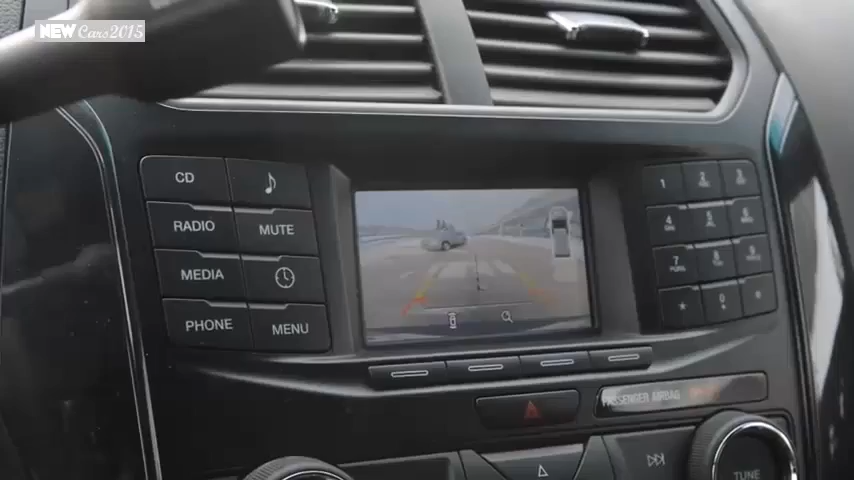 NEW Cars2015
CD
RADIO
MUTE
MEDIA
PHONE
MENU
1
2
3
4
5
6
7
8
9
*
0
PASSENGER AIRBAG
TUNE